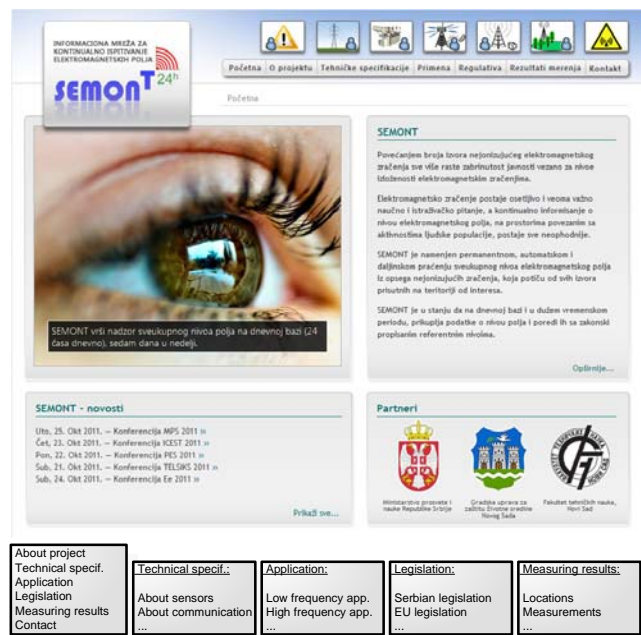 INFORMACIONA MREŽA ZA
KONTINUALNO ISPITIVANJE
ELEKTROMAGNETSKIH POLJA
SEMONT 24h
Početna O projektu Tehničke specifikacije Primena Regulativa Rezultati merenja Kontakt
Početna
SEMONT vrši nadzor sveukupnog nivoa polja na dnevnoj bazi (24
časa dnevno), sedam dana u nedelji.
SEMONT
Povećanjem broja izvora nejonizujućeg elektromagnetskog
zračenja sve više raste zabrinutost javnosti vezano za nivoe
izloženosti elektromagnetskim zračenjima.
Elektromagnetsko zračenje postaje osetljivo i veoma važno
naučno i istraživačko pitanje, a kontinualno informisanje o
nivou elektromagnetskog polja, na prostorima povezanim sa
aktivnostima ljudske populacije, postaje sve neophodnije.
SEMONT je namenjen permanentnom, automatskom i
daljinskom praćenju sveukupnog nivoa elektromagnetskog polja
iz opsega nejonizujućih zračenja, koja potiču od svih izvora
prisutnih na teritoriji od interesa.
SEMONT je u stanju da na dnevnoj bazi i u dužem vremenskom
periodu, prikuplja podatke o nivou polja i poredi ih sa zakonski
propisanim referentnim nivoima.
Opširnije...
SEMONT - novosti
Uto, 25. Okt 2011. — Konferencija MPS 2011 »
Čet, 23. Okt 2011. — Konferencija ICEST 2011 »
Pon, 22. Okt 2011. — Konferencija PES 2011 »
Sub, 21. Okt 2011. — Konferencija TELSIKS 2011 »
Sub, 24. Okt 2011. — Konferencija Ee 2011 »
Prikaži sve...
Partneri
Ministarstvo prosvete i
nauke Republike Srbije
Gradska uprava za
zaštitu životne sredine
Novog Sada
Fakultet tehničkih nauka,
Novi Sad
About project
Technical specif.
Application
Legislation
Measuring results
Contact
Technical specif.:
About sensors
About communication
...
Application:
Low frequency app.
High frequency app.
...
Legislation:
Serbian legislation
EU legislation
...
Measuring results:
Locations
Measurements
...